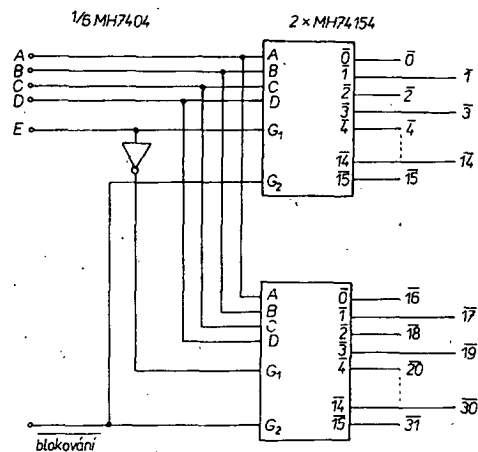 1/6 MH7404
2 × MH74154
A
B
C
D
E
A
B
C
D
G1
G2
0̅
1̅
2̅
3̅
4̅
1̅4̅
1̅5̅
0̅
1̅
2̅
3̅
4̅
1̅4̅
1̅5̅
A
B
C
D
G1
G2
0̅
1̅
2̅
3̅
4̅
1̅4̅
1̅5̅
1̅6̅
1̅7̅
1̅8̅
1̅9̅
2̅0̅
3̅0̅
3̅1̅
blokování